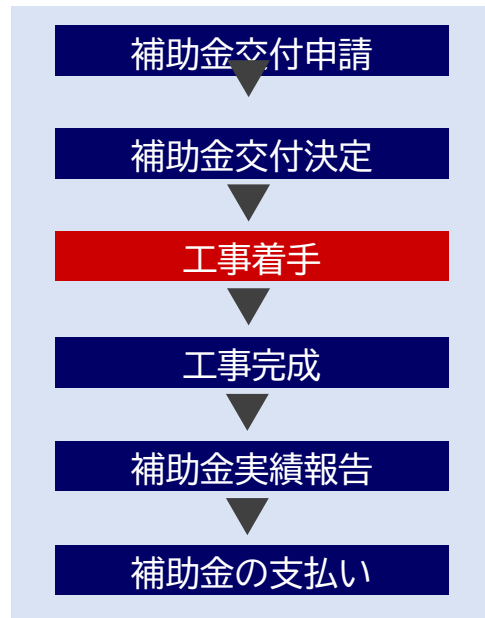 補助金交付申請
補助金交付決定
工事着手
工事完成
補助金実績報告
補助金の支払い